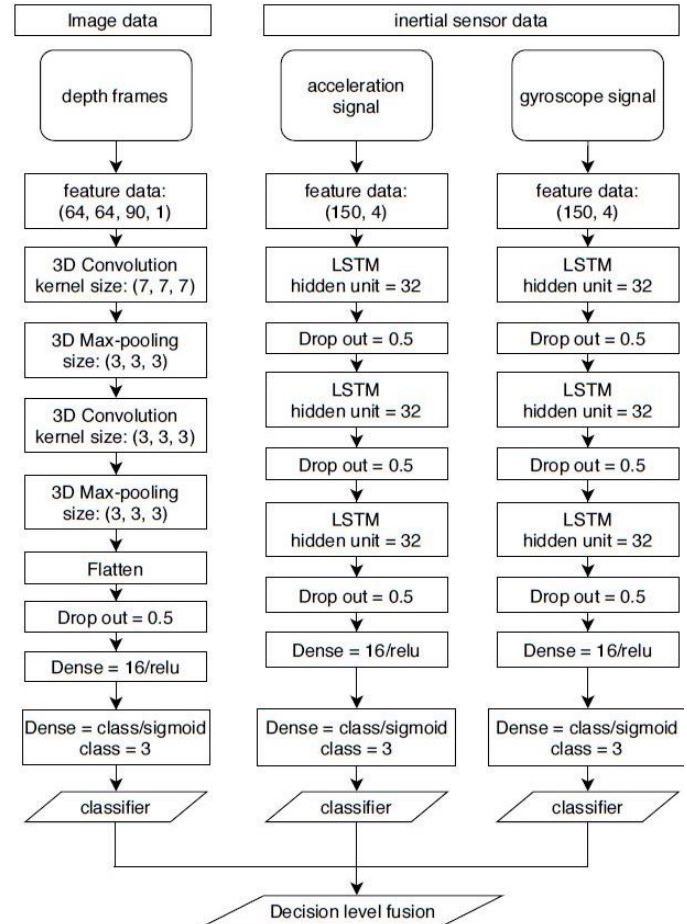 Image data
depth frames
feature data:
(64, 64, 90, 1)
3D Convolution
kernel size: (7, 7, 7)
3D Max-pooling
size: (3, 3, 3)
3D Convolution
kernel size: (3, 3, 3)
3D Max-pooling
size: (3, 3, 3)
Flatten
Drop out = 0.5
Dense = 16/relu
Dense = class/sigmoid
class = 3
classifier
inertial sensor data
acceleration
signal
feature data:
(150, 4)
LSTM
hidden unit = 32
Drop out = 0.5
LSTM
hidden unit = 32
Drop out = 0.5
LSTM
hidden unit = 32
Drop out = 0.5
Dense = 16/relu
Dense = class/sigmoid
class = 3
classifier
gyroscope signal
feature data:
(150, 4)
LSTM
hidden unit = 32
Drop out = 0.5
LSTM
hidden unit = 32
Drop out = 0.5
LSTM
hidden unit = 32
Drop out = 0.5
Dense = 16/relu
Dense = class/sigmoid
class = 3
classifier
Decision level fusion